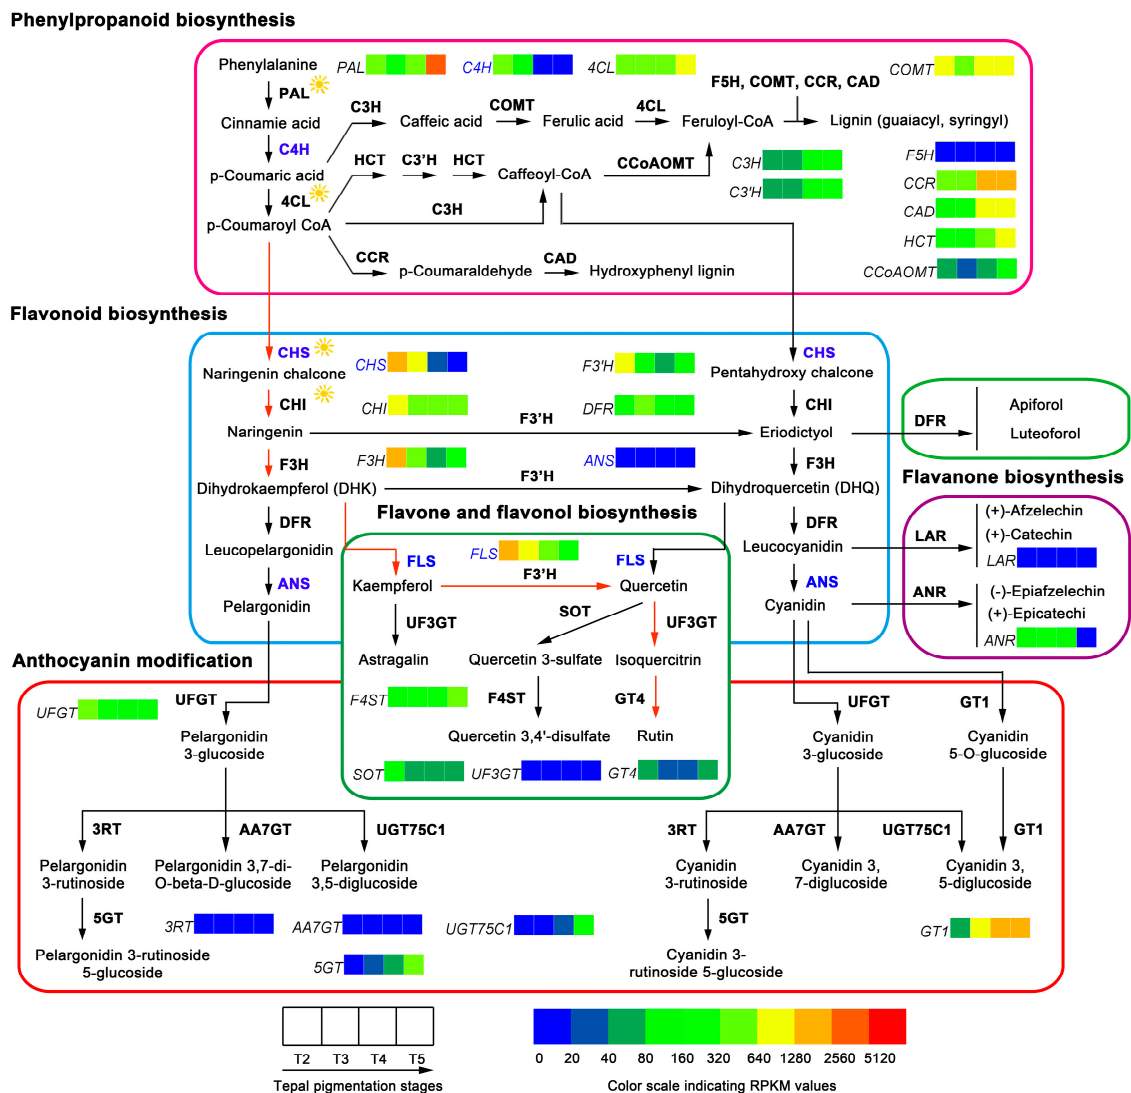 Phenylpropanoid biosynthesis
Phenylalanine
PAL
C4H
4CL
COMT
PAL
F5H, COMT, CCR, CAD
C3H
COMT
4CL
Cinnamie acid
Caffeic acid
Ferulic acid
Feruloyl-CoA
Lignin (guaiacyl, syringyl)
C4H
HCT
C3'H
HCT
CCoAOMT
C3H
F5H
p-Coumaric acid
Caffeoyl-CoA
C3'H
CCR
4CL
C3H
CAD
p-Coumaroyl CoA
HCT
CCR
CAD
p-Coumaraldehyde
Hydroxyphenyl lignin
CCoAOMT
Flavonoid biosynthesis
CHS
CHS
F3'H
CHS
Naringenin chalcone
Pentahydroxy chalcone
CHI
CHI
DFR
CHI
Naringenin
F3'H
Eriodictyol
DFR
Apiforol
Luteoforol
F3H
F3H
ANS
F3H
Flavanone biosynthesis
Dihydrokaempferol (DHK)
F3'H
Dihydroquercetin (DHQ)
Flavone and flavonol biosynthesis
DFR
DFR
(+)-Afzelechin
Leucopelargonidin
FLS
FLS
FLS
Leucocyanidin
LAR
(+)-Catechin
LAR
ANS
Kaempferol
F3'H
Quercetin
ANS
ANR
(-)-Epiafzelechin
Pelargonidin
Cyanidin
(+)-Epicatechi
UF3GT
SOT
UF3GT
ANR
Anthocyanin modification
Astragalin
Quercetin 3-sulfate
Isoquercitrin
UFGT
UFGT
F4ST
F4ST
GT4
UFGT
GT1
Pelargonidin
3-glucoside
Quercetin 3,4'-disulfate
Rutin
Cyanidin
3-glucoside
Cyanidin
5-O-glucoside
SOT
UF3GT
GT4
3RT
AA7GT
UGT75C1
3RT
AA7GT
UGT75C1
GT1
Pelargonidin
3-rutinoside
Pelargonidin 3,7-di-
O-beta-D-glucoside
Pelargonidin
3,5-diglucoside
Cyanidin
3-rutinoside
Cyanidin 3,
7-diglucoside
Cyanidin 3,
5-diglucoside
5GT
3RT
AA7GT
UGT75C1
5GT
GT1
Pelargonidin 3-rutinoside
5-glucoside
5GT
Cyanidin 3-
rutinoside 5-glucoside
T2 T3 T4 T5
Tepal pigmentation stages
0 20 40 80 160 320 640 1280 2560 5120
Color scale indicating RPKM values